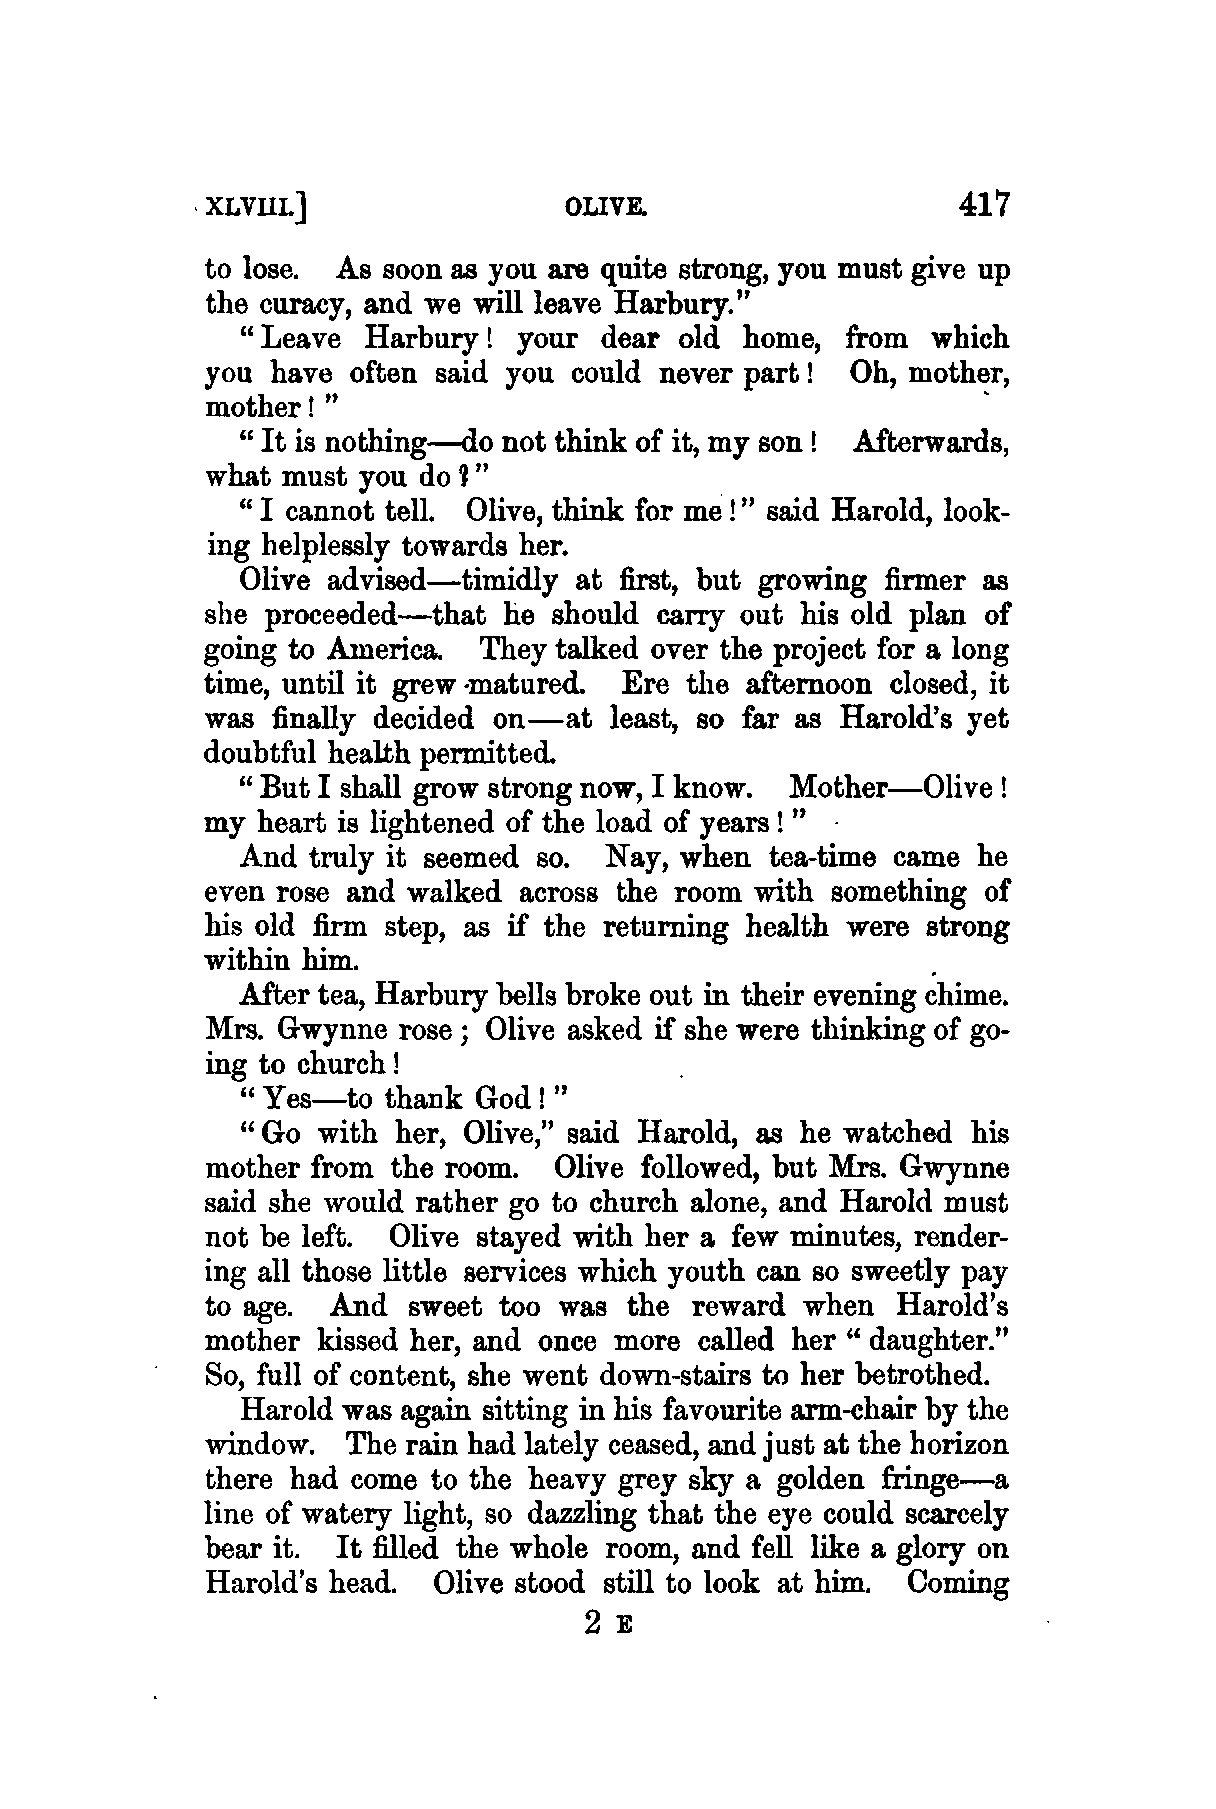 XLVIII.] OLIVE. 417
to lose. As soon as you are quite strong, you must give up
the curacy, and we will leave Harbury."
"Leave Harbury! your dear old home, from which
you have often said you could never part! Oh, mother,
mother!"
"It is nothing—do not think of it, my son! Afterwards,
what must you do?"
"I cannot tell. Olive, think for me!" said Harold, look-
ing helplessly towards her.
Olive advised—timidly at first, but growing firmer as
she proceeded—that he should carry out his old plan of
going to America. They talked over the project for a long
time, until it grew matured. Ere the afternoon closed, it
was finally decided on—at least, so far as Harold's yet
doubtful health permitted.
"But I shall grow strong now, I know. Mother—Olive!
my heart is lightened of the load of years!"
And truly it seemed so. Nay, when tea-time came he
even rose and walked across the room with something of
his old firm step, as if the returning health were strong
within him.
After tea, Harbury bells broke out in their evening chime.
Mrs. Gwynne rose; Olive asked if she were thinking of go-
ing to church!
"Yes—to thank God!"
"Go with her, Olive," said Harold, as he watched his
mother from the room. Olive followed, but Mrs. Gwynne
said she would rather go to church alone, and Harold must
not be left. Olive stayed with her a few minutes, render-
ing all those little services which youth can so sweetly pay
to age. And sweet too was the reward when Harold's
mother kissed her, and once more called her "daughter."
So, full of content, she went down-stairs to her betrothed.
Harold was again sitting in his favourite arm-chair by the
window. The rain had lately ceased, and just at the horizon
there had come to the heavy grey sky a golden fringe—a
line of watery light, so dazzling that the eye could scarcely
bear it. It filled the whole room, and fell like a glory on
Harold's head. Olive stood still to look at him. Coming
2 E